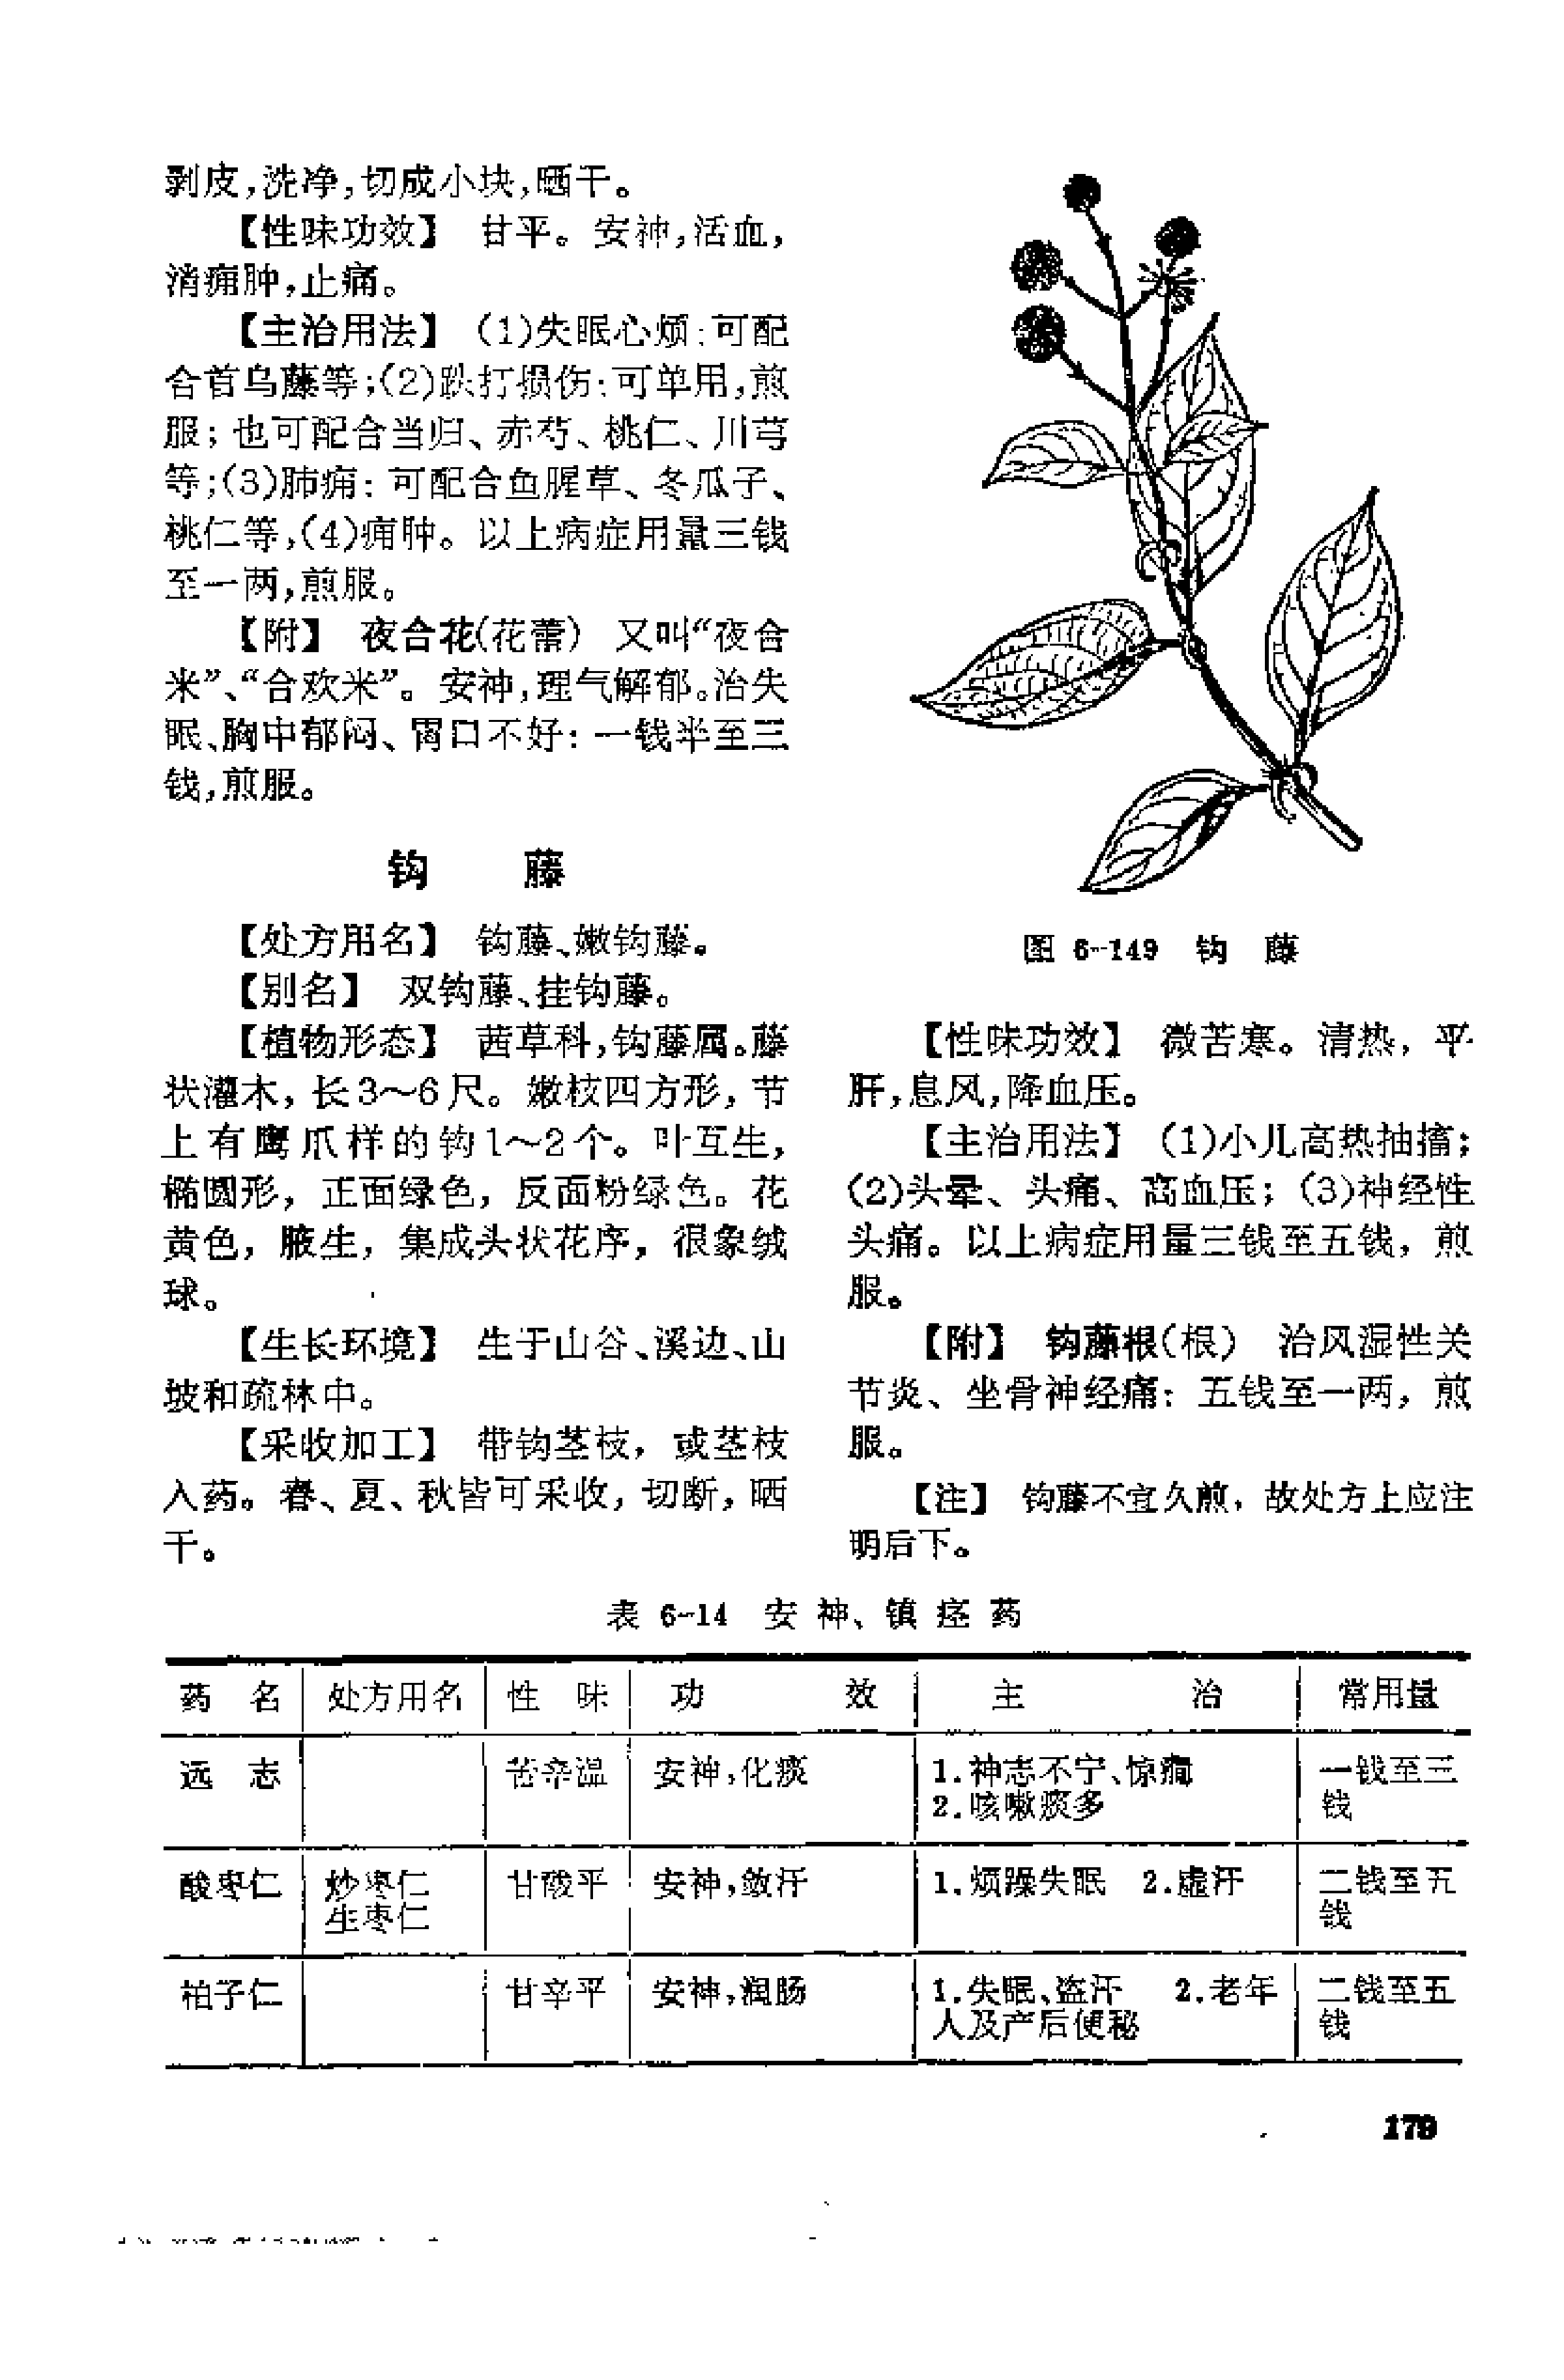 剥皮,洗净,切成小块,晒干。
【性味功效】 甘平。安神,活血,
消痈肿,止痛。
【主治用法】 (1)失眠心烦:可配
合首乌藤等;(2)跌打损伤:可单用,煎
服;也可配合当归、赤芍、桃仁、川芎
等;(3)肺痈:可配合鱼腥草、冬瓜子、
桃仁等,(4)痈肿。以上病症用量三钱
至一两,煎服。
【附】 夜合花(花蕾) 又叫“夜合
米”、“合欢米”。安神,理气解郁。治失
眠、胸中郁闷、胃口不好:一钱半至三
钱,煎服。
钩 藤
【处方用名】 钩藤、嫩钩藤。
【别名】 双钩藤、挂钩藤。
【植物形态】 茜草科,钩藤属。藤
状灌木,长3～6尺。嫩枝四方形,节
上有鹰爪样的钩1～2个。叶互生,
椭圆形,正面绿色,反面粉绿色。花
黄色,腋生,集成头状花序,很象绒
球。
【生长环境】 生于山谷、溪边、山
坡和疏林中。
【采收加工】 带钩茎枝,或茎枝
入药。春、夏、秋皆可采收,切断,晒
干。
图 6-149 钩 藤
【性味功效】 微苦寒。清热,平
肝,息风,降血压。
【主治用法】 (1)小儿高热抽搐;
(2)头晕、头痛、高血压;(3)神经性
头痛。以上病症用量三钱至五钱,煎
服。
【附】 钩藤根(根) 治风湿性关
节炎、坐骨神经痛:五钱至一两,煎
服。
【注】 钩藤不宜久煎,故处方上应注
明后下。
表 6-14 安 神、镇 痉 药
药 名 处方用名 性 味 功 效 主 治 常用量
远 志 苦辛温 安神,化痰 1.神志不宁、惊痫 一钱至三
2.咳嗽痰多 钱
酸枣仁 炒枣仁 甘酸平 安神,敛汗 1.烦躁失眠 2.虚汗 二钱至五
生枣仁 钱
柏子仁 甘辛平 安神,润肠 1.失眠、盗汗 2.老年 二钱至五
人及产后便秘 钱
179